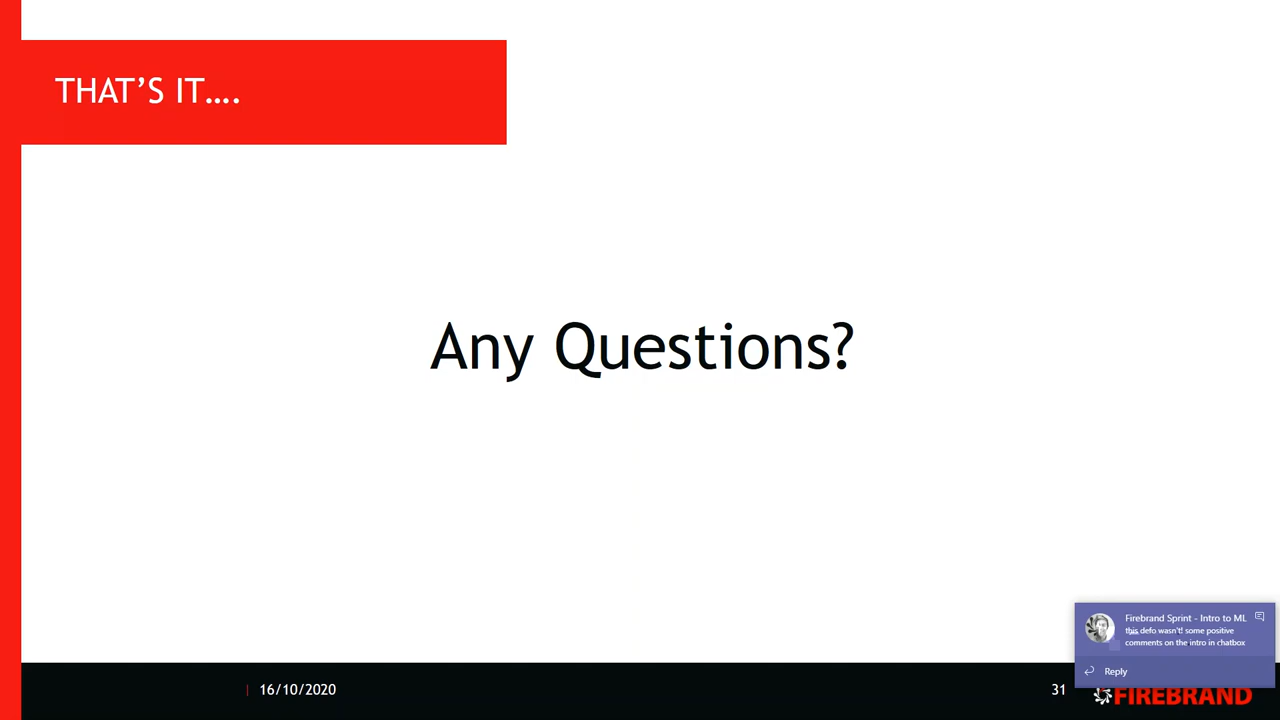 THAT'S IT….
Any Questions?
Firebrand Sprint - Intro to ML
this defo wasn't! some positive
comments on the intro in chatbox
Reply
| 16/10/2020
31
FIREBRAND